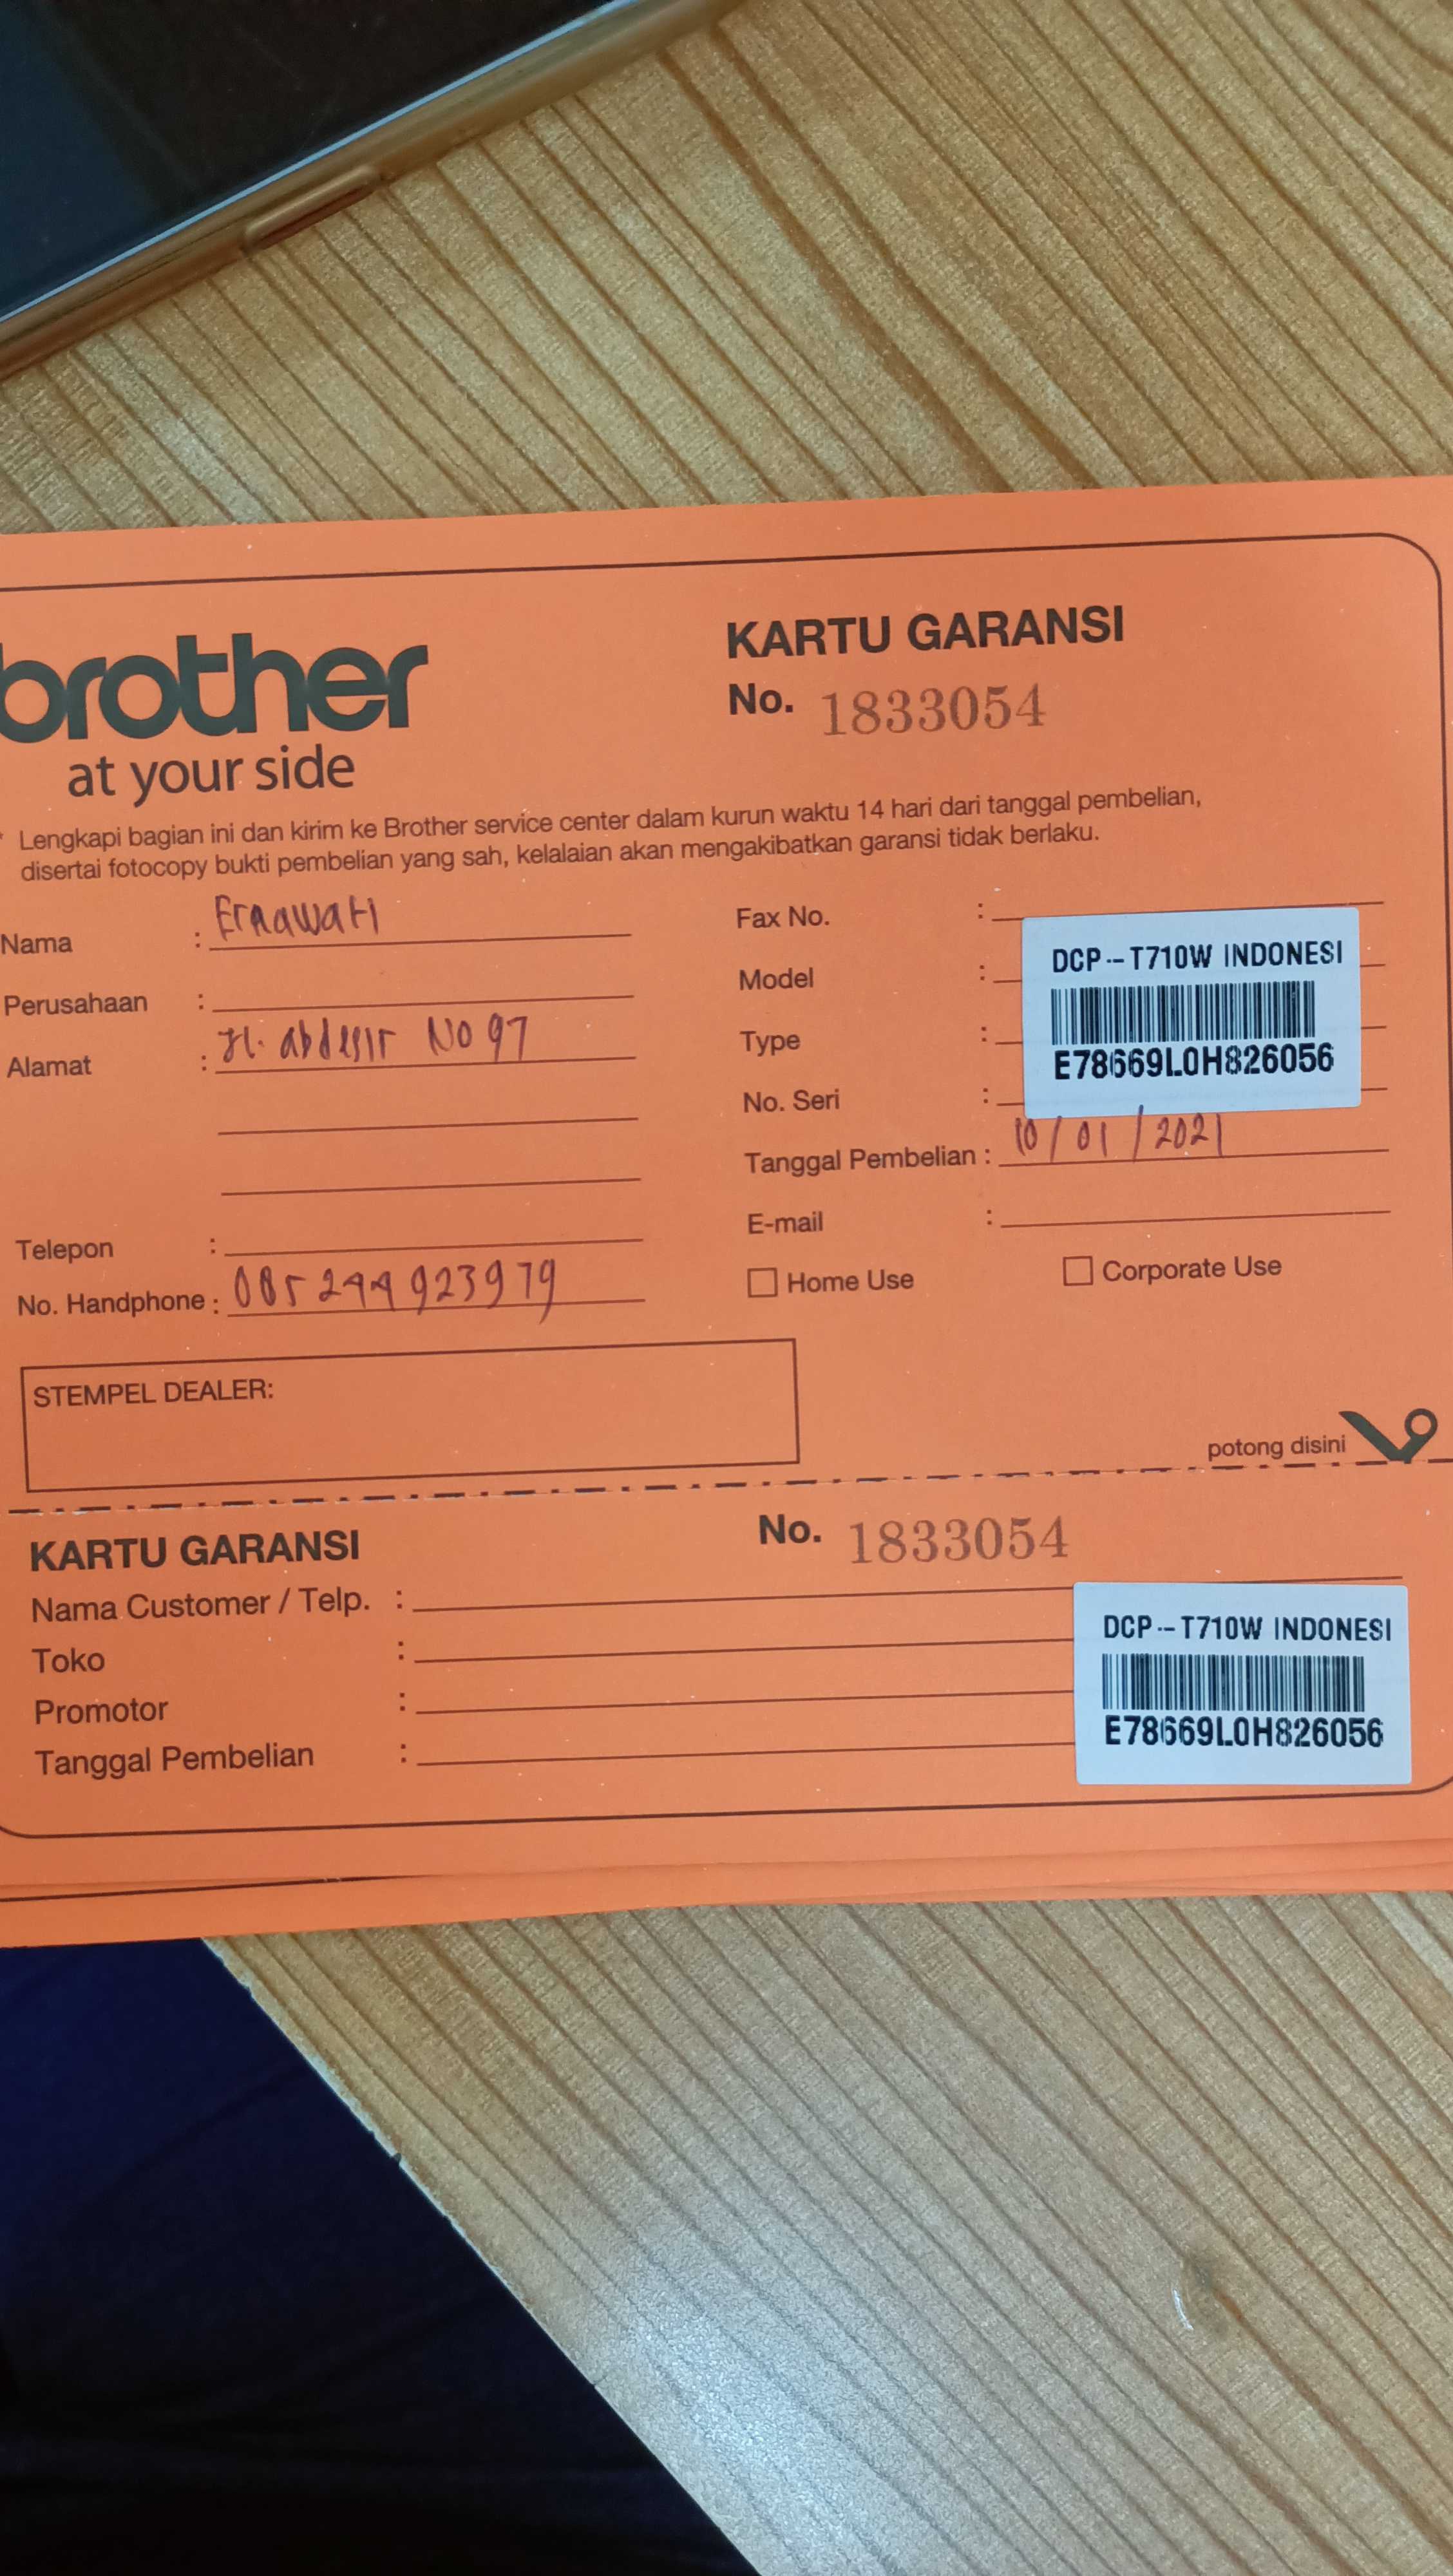 brother
at your side
KARTU GARANSI
No. 1833054
* Lengkapi bagian ini dan kirim ke Brother service center dalam kurun waktu 14 hari dari tanggal pembelian,
disertai fotocopy bukti pembelian yang sah, kelalaian akan mengakibatkan garansi tidak berlaku.
Nama : Ernawati
Perusahaan :
Alamat : Jl. abdesir No 97
Telepon :
No. Handphone : 085244923979
Fax No. :
Model :
Type :
No. Seri :
DCP-T710W INDONESI
E78669L0H826056
Tanggal Pembelian : 10/01/2021
E-mail :
Home Use
Corporate Use
STEMPEL DEALER:
potong disini
KARTU GARANSI
No. 1833054
Nama Customer / Telp. :
Toko :
Promotor :
Tanggal Pembelian :
DCP-T710W INDONESI
E78669L0H826056